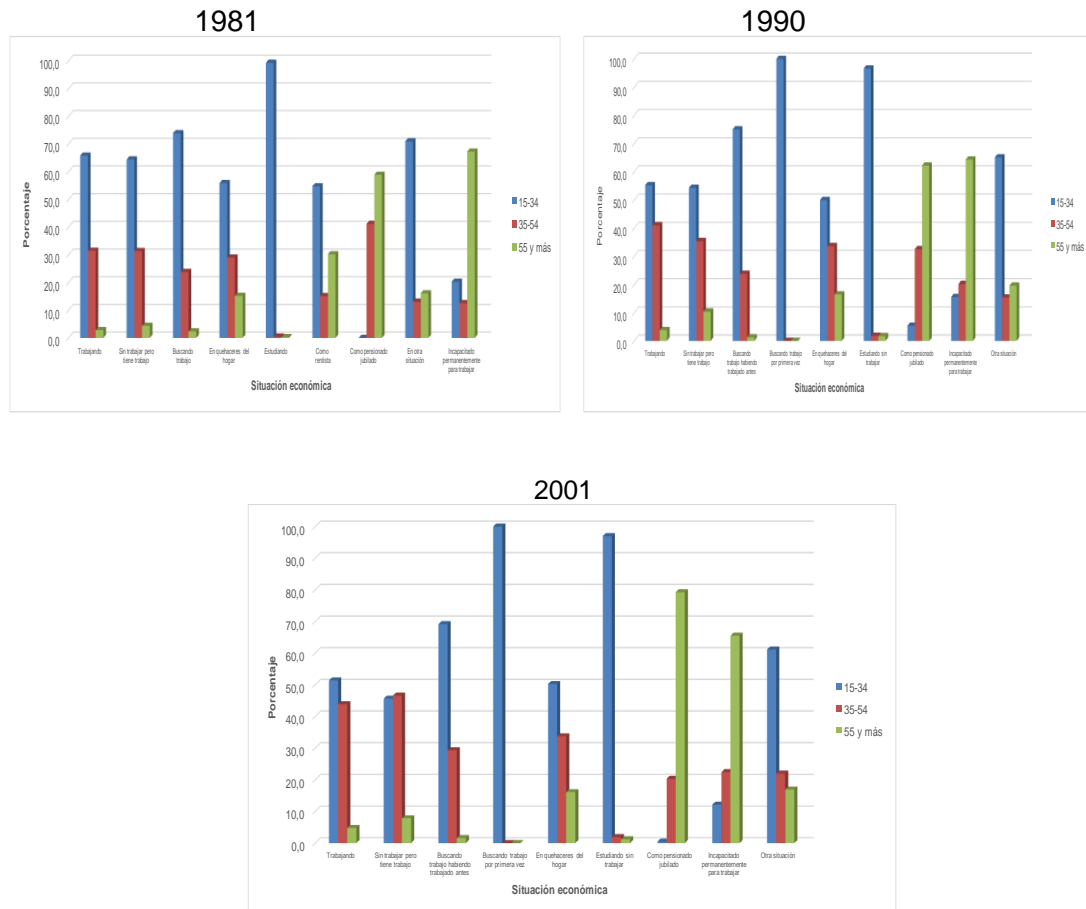 1981
100,0
90,0
80,0
70,0
60,0
50,0
40,0
30,0
20,0
10,0
0,0
Porcentaje
Trabajando
Sin trabajar pero
tiene trabajo
Buscando
trabajo
En quehaceres del
hogar
Estudiando
Como
rentista
Como pensionado
jubilado
En otra
situación
Incapacitado
permanentemente
para trabajar
Situación económica
15-34
35-54
55 y más
1990
100,0
90,0
80,0
70,0
60,0
50,0
40,0
30,0
20,0
10,0
0,0
Porcentaje
Trabajando
Sin trabajar pero
tiene trabajo
Buscando
trabajo habiendo
trabajado antes
Buscando trabajo
por primera vez
En quehaceres del
hogar
Estudiando sin
trabajar
Como pensionado
jubilado
Incapacitado
permanentemente
para trabajar
Otra situación
Situación económica
15-34
35-54
55 y más
2001
100,0
90,0
80,0
70,0
60,0
50,0
40,0
30,0
20,0
10,0
0,0
Porcentaje
Trabajando
Sin trabajar pero
tiene trabajo
Buscando
trabajo habiendo
trabajado antes
Buscando trabajo
por primera vez
En quehaceres del
hogar
Estudiando sin
trabajar
Como pensionado
jubilado
Incapacitado
permanentemente
para trabajar
Otra situación
Situación económica
15-34
35-54
55 y más